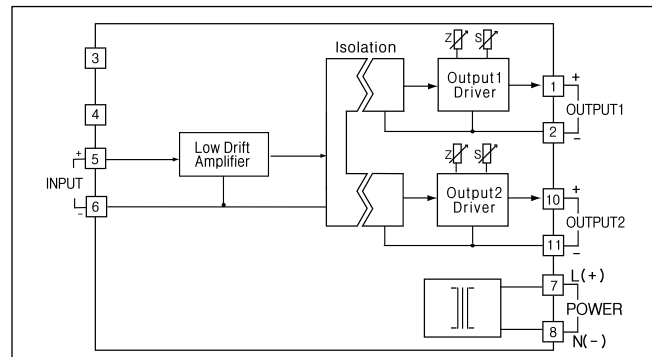 Isolation
Z S
3
Output1
Driver
1
+
OUTPUT1
2
−
4
Low Drift
Amplifier
+
5
INPUT
6
−
Z S
Output2
Driver
10
+
OUTPUT2
11
−
7
L(+)
POWER
8
N(−)